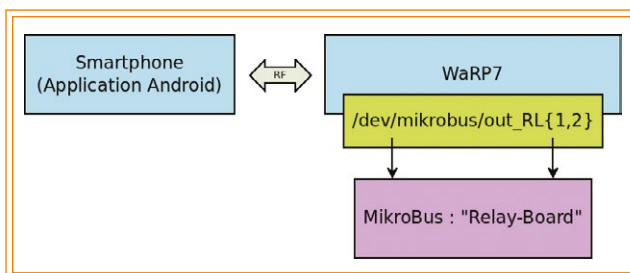 Smartphone
(Application Android)
RF
WaRP7
/dev/mikrobus/out_RL{1,2}
MikroBus : "Relay-Board"